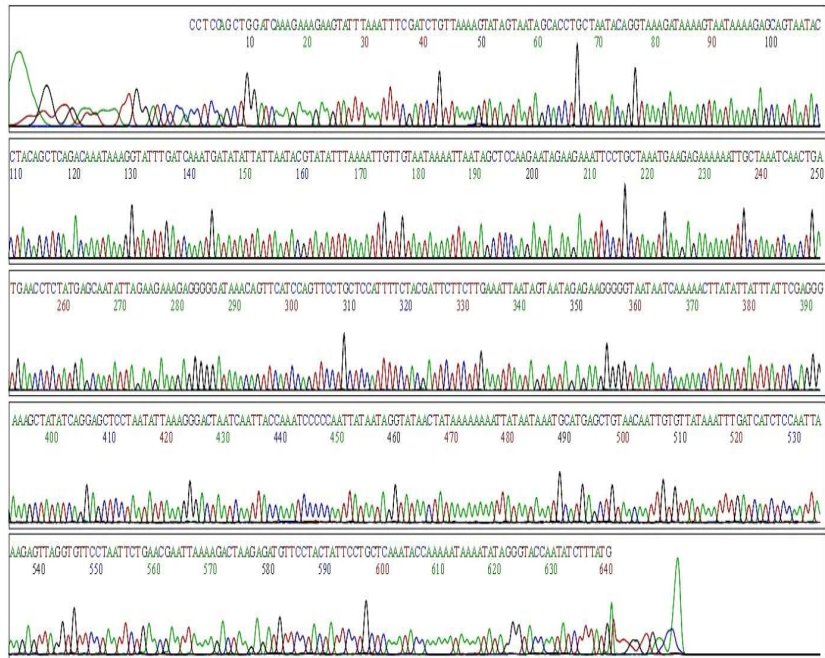 CCTCCAGCTGGATCAAAGAAAGAAGTATTTAAATTTCGATCTGTTAAAAGTATAGTAATAGCACCTGCTAATACAGGTAAAGATAAAAGTAATAAAAGAGCAGTAATAC
10 20 30 40 50 60 70 80 90 100
CTACAGCTCAGACAAATAAAGGTATTTGATCAAATGATATATTATTAATACGTATATTTAAAATTGTTGTAATAAAATTAATAGCTCCAAGAATAGAAGAAATTCCTGCTAAATGAAGAGAAAAAATTGCTAAATCAACTGA
110 120 130 140 150 160 170 180 190 200 210 220 230 240 250
TGAACCTCTATGAGCAATATTAGAAGAAAGAGGGGGATAAACAGTTCATCCAGTTCCTGCTCCATTTTCTACGATTCTTCTTGAAATTAATAGTAATAGAGAAGGGGGTAATAATCAAAAACTTATATTATTTATTCGAGGG
260 270 280 290 300 310 320 330 340 350 360 370 380 390
AAAGCTATATCAGGAGCTCCTAATATTAAAGGGACTAATCAATTACCAAATCCCCCAATTATAATAGGTATAACTATAAAAAAAATTATAATAAATGCATGAGCTGTAACAATTGTGTTATAAATTTGATCATCTCCAATTA
400 410 420 430 440 450 460 470 480 490 500 510 520 530
AAGAGTTAGGTGTTCCTAATTCTGAACGAATTAAAAGACTAAGAGATGTTCCTACTATTCCTGCTCAAATACCAAAAATAAAATATAGGGTACCAATATCTTTATG
540 550 560 570 580 590 600 610 620 630 640